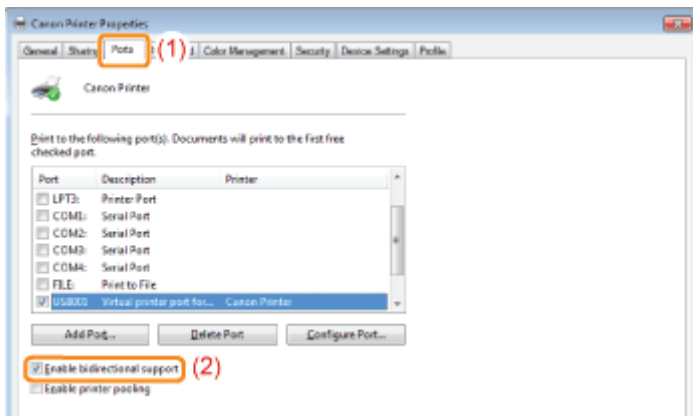 Canon Printer Properties
General Sharing Ports (1) Color Management Security Device Settings Profile
Canon Printer
Print to the following port(s). Documents will print to the first free
checked port.
Port Description Printer
LPT3: Printer Port
COM1: Serial Port
COM2: Serial Port
COM3: Serial Port
COM4: Serial Port
FILE: Print to File
USB001 Virtual printer port for... Canon Printer
Add Port... Delete Port Configure Port...
Enable bidirectional support (2)
Enable printer pooling